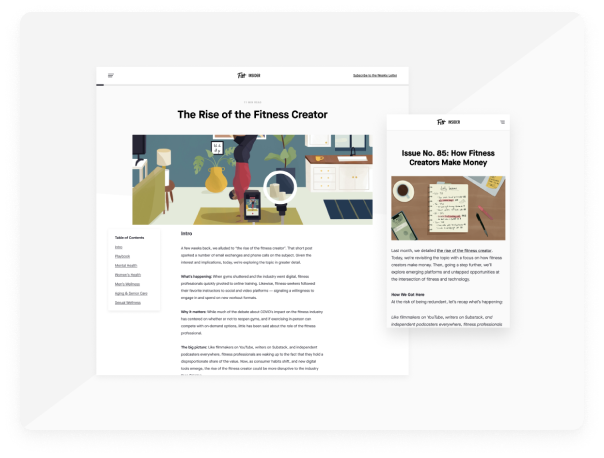 Fitt INSIDER
Subscribe to the Weekly Letter
The Rise of the Fitness Creator
Table of Contents
Intro
Playbook
Mental Health
Women's Health
Men's Wellness
Aging & Senior Care
Sexual Wellness
Intro
A few weeks back, we alluded to "the rise of the fitness creator". That short post
spurred a number of email exchanges and phone calls on the subject. Given the
interest and implications, today, we're exploring the topic in greater detail.
What's happening: When gyms shuttered and the industry went digital, fitness
professionals quickly pivoted to online training. Likewise, fitness seekers followed
their favorite instructors to social and video platforms — signaling a willingness to
engage in and spend on new workout formats.
Why it matters: While much of the debate about COVID's impact on the fitness industry
has centered on whether or not to reopen gyms, and if exercising in person can
compete with on-demand options, little has been said about the role of the fitness
professional.
The big picture: Like filmmakers on YouTube, writers on Substack, and independent
podcasters everywhere, fitness professionals are waking up to the fact that they hold a
disproportionate share of the value. Now, as consumer habits shift, and new digital
tools emerge, the rise of the fitness creator could be more disruptive to the industry
Fitt INSIDER
Issue No. 85: How Fitness
Creators Make Money
Last month, we detailed the rise of the fitness creator.
Today, we're revisiting the topic with a focus on how fitness
creators make money. Then, going a step further, we'll
explore emerging platforms and untapped opportunities at
the intersection of fitness and technology.
How We Got Here
At the risk of being redundant, let's recap what's happening:
Like filmmakers on YouTube, writers on Substack, and
independent podcasters everywhere, fitness professionals